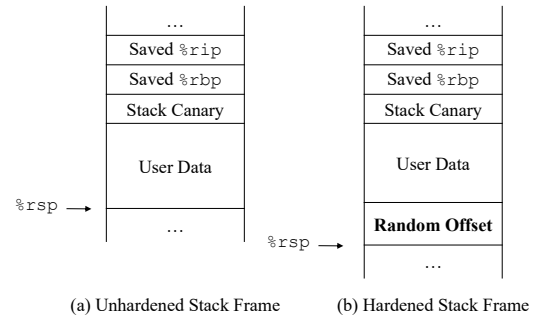 …
Saved %rip
Saved %rbp
Stack Canary
User Data
%rsp
…
(a) Unhardened Stack Frame
…
Saved %rip
Saved %rbp
Stack Canary
User Data
Random Offset
%rsp
…
(b) Hardened Stack Frame